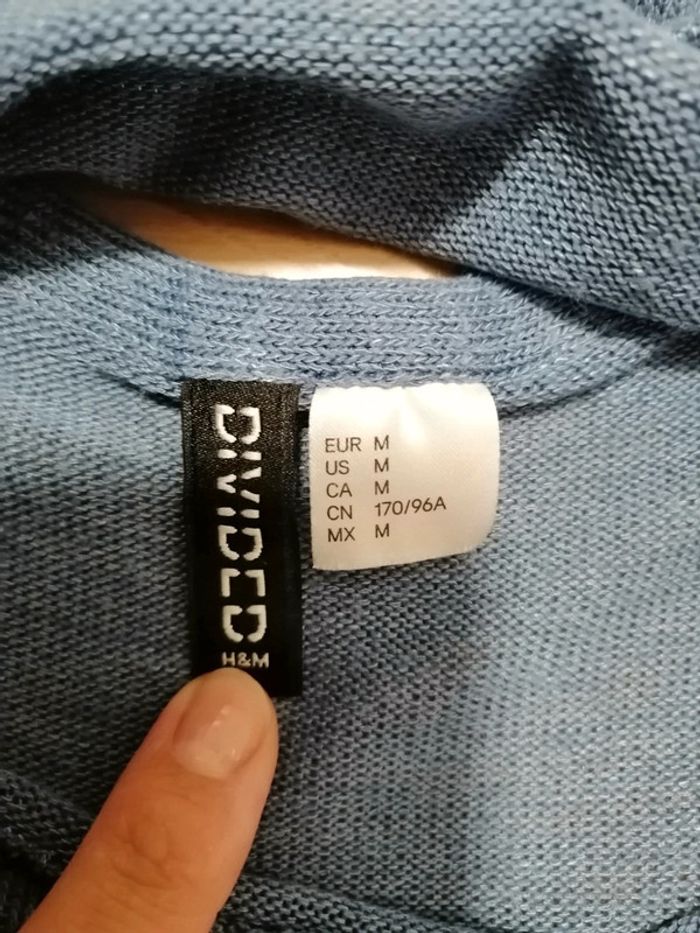 DIVIDED
H&M
EUR M
US M
CA M
CN 170/96A
MX M